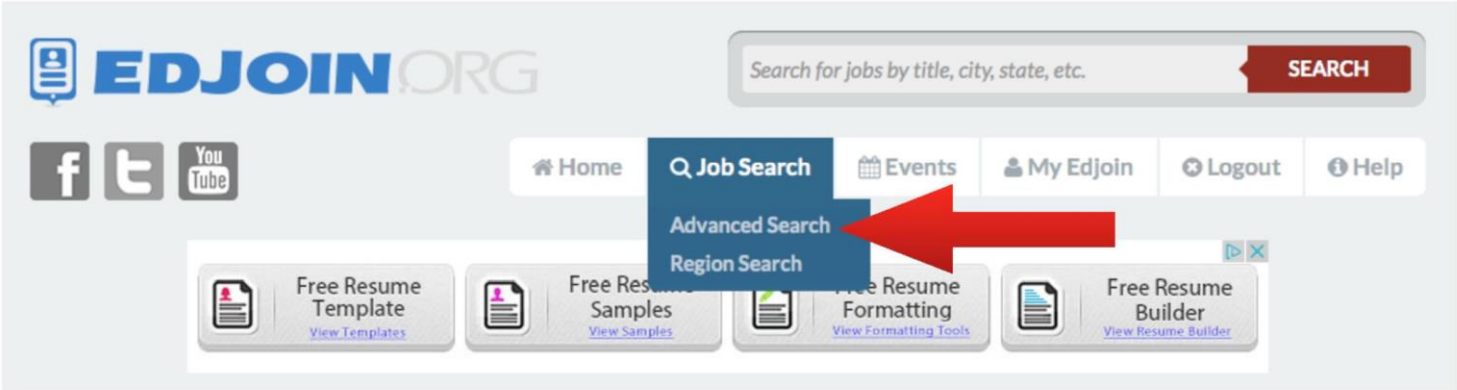 EDJOIN.ORG
Search for jobs by title, city, state, etc.
SEARCH
f
t
You
Tube
Home
Job Search
Events
My Edjoin
Logout
Help
Advanced Search
Region Search
Free Resume
Template
View Templates
Free Res
Samples
View Samples
Free Resume
Formatting
View Formatting Tools
Free Resume
Builder
View Resume Builder